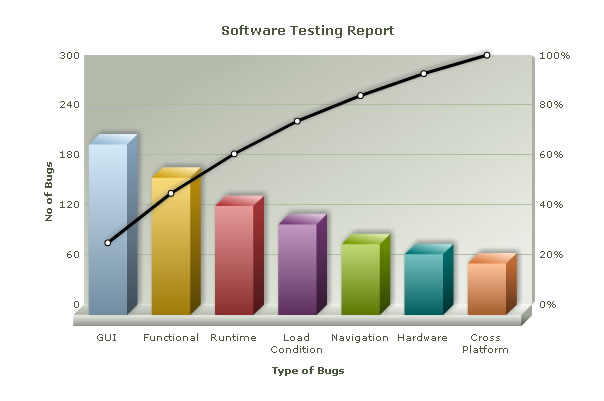 Software Testing Report
300
240
180
120
60
0
100%
80%
60%
40%
20%
0%
No of Bugs
GUI
Functional
Runtime
Load
Condition
Navigation
Hardware
Cross
Platform
Type of Bugs